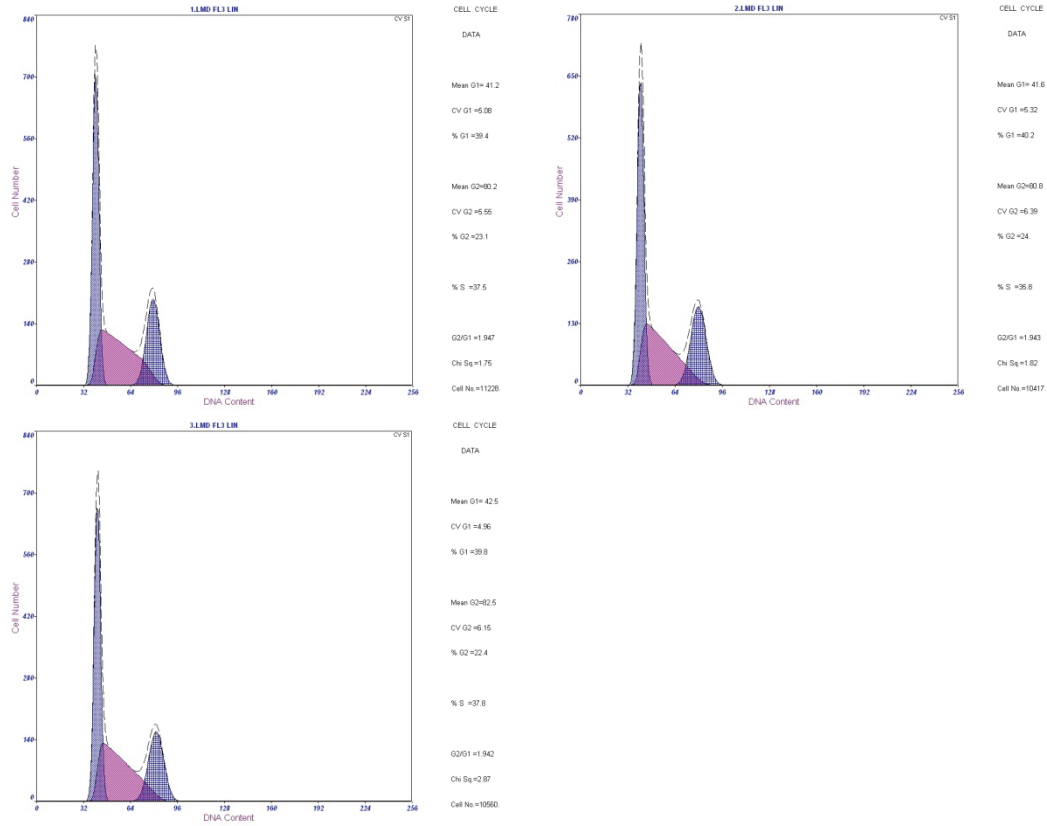 1.LMD FL3 LIN
CV S1
840
700
560
420
280
140
0
Cell Number
0 32 64 96 128 160 192 224 256
DNA Content
CELL CYCLE
DATA
Mean G1= 41.2
CV G1 =5.08
% G1 =39.4
Mean G2=80.2
CV G2 =5.55
% G2 =23.1
% S =37.5
G2/G1 =1.947
Chi Sq.=1.75
Cell No.=11228.
2.LMD FL3 LIN
CV S1
780
650
520
390
260
130
0
Cell Number
0 32 64 96 128 160 192 224 256
DNA Content
CELL CYCLE
DATA
Mean G1= 41.6
CV G1 =5.32
% G1 =40.2
Mean G2=80.8
CV G2 =6.39
% G2 =24.
% S =35.8
G2/G1 =1.943
Chi Sq.=1.82
Cell No.=10417.
3.LMD FL3 LIN
CV S1
700
560
420
280
140
0
Cell Number
0 32 64 96 128 160 192 224 256
DNA Content
CELL CYCLE
DATA
Mean G1= 42.5
CV G1 =4.96
% G1 =39.8
Mean G2=82.5
CV G2 =6.15
% G2 =22.4
% S =37.8
G2/G1 =1.942
Chi Sq.=2.87
Cell No.=10560.